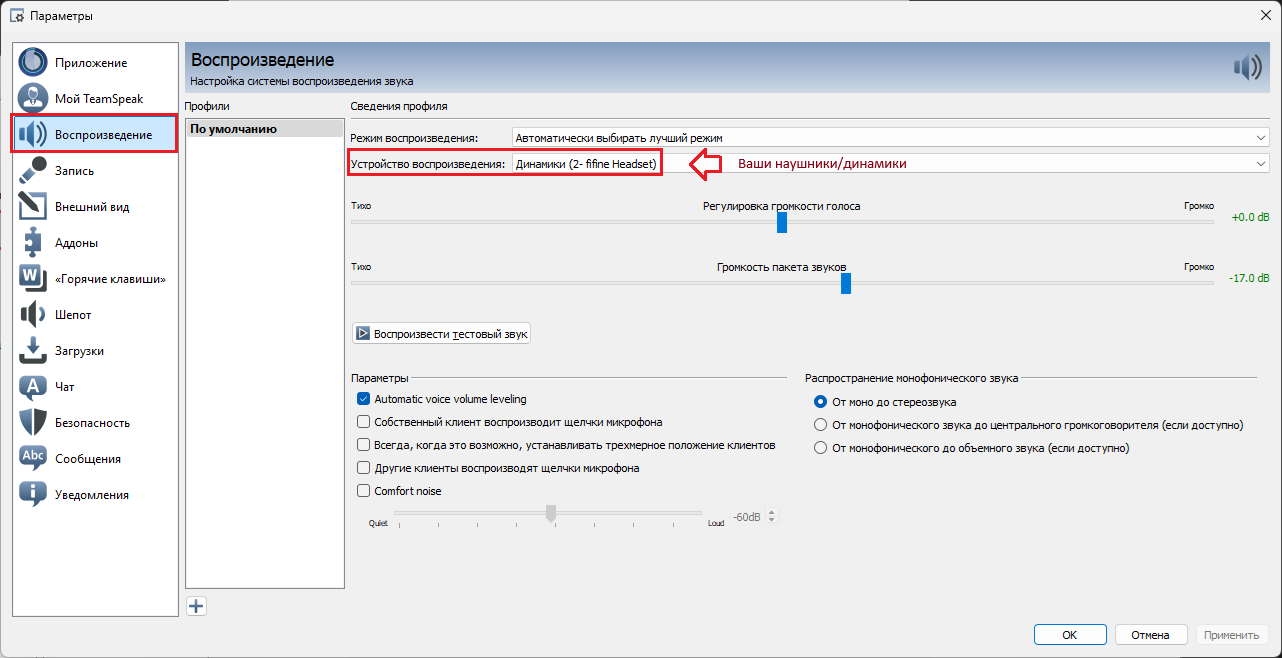 Параметры
Приложение
Мой TeamSpeak
Воспроизведение
Запись
Внешний вид
Аддоны
W
«Горячие клавиши»
Шепот
Загрузки
A
Чат
Безопасность
Abc
Сообщения
i
Уведомления
Воспроизведение
Настройка системы воспроизведения звука
Профили
По умолчанию
Сведения профиля
Режим воспроизведения: Автоматически выбирать лучший режим
Устройство воспроизведения: Динамики (2- fifine Headset) Ваши наушники/динамики
Тихо Регулировка громкости голоса Громко
+0.0 dB
Тихо Громкость пакета звуков Громко
-17.0 dB
Воспроизвести тестовый звук
Параметры
Automatic voice volume leveling
Собственный клиент воспроизводит щелчки микрофона
Всегда, когда это возможно, устанавливать трехмерное положение клиентов
Другие клиенты воспроизводят щелчки микрофона
Comfort noise
Quiet Loud -60dB
Распространение монофонического звука
От моно до стереозвука
От монофонического звука до центрального громкоговорителя (если доступно)
От монофонического до объемного звука (если доступно)
OK Отмена Применить